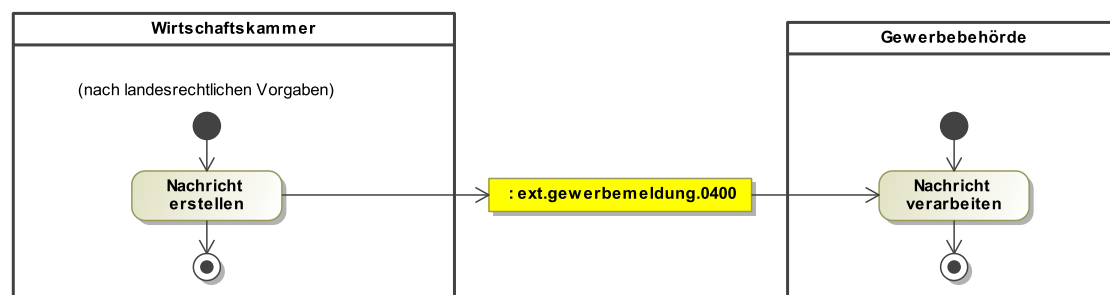 Wirtschaftskammer
Gewerbebehörde
(nach landesrechtlichen Vorgaben)
Nachricht
erstellen
: ext.gewerbemeldung.0400
Nachricht
verarbeiten